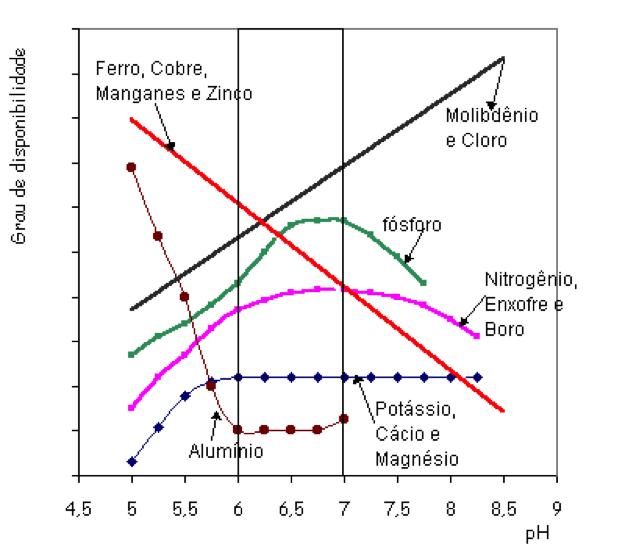 Grau de disponibilidade
Ferro, Cobre,
Manganes e Zinco
Molibdênio
e Cloro
fósforo
Nitrogênio,
Enxofre e
Boro
Potássio,
Cácio e
Magnésio
Alumínio
4,5 5 5,5 6 6,5 7 7,5 8 8,5 9
pH